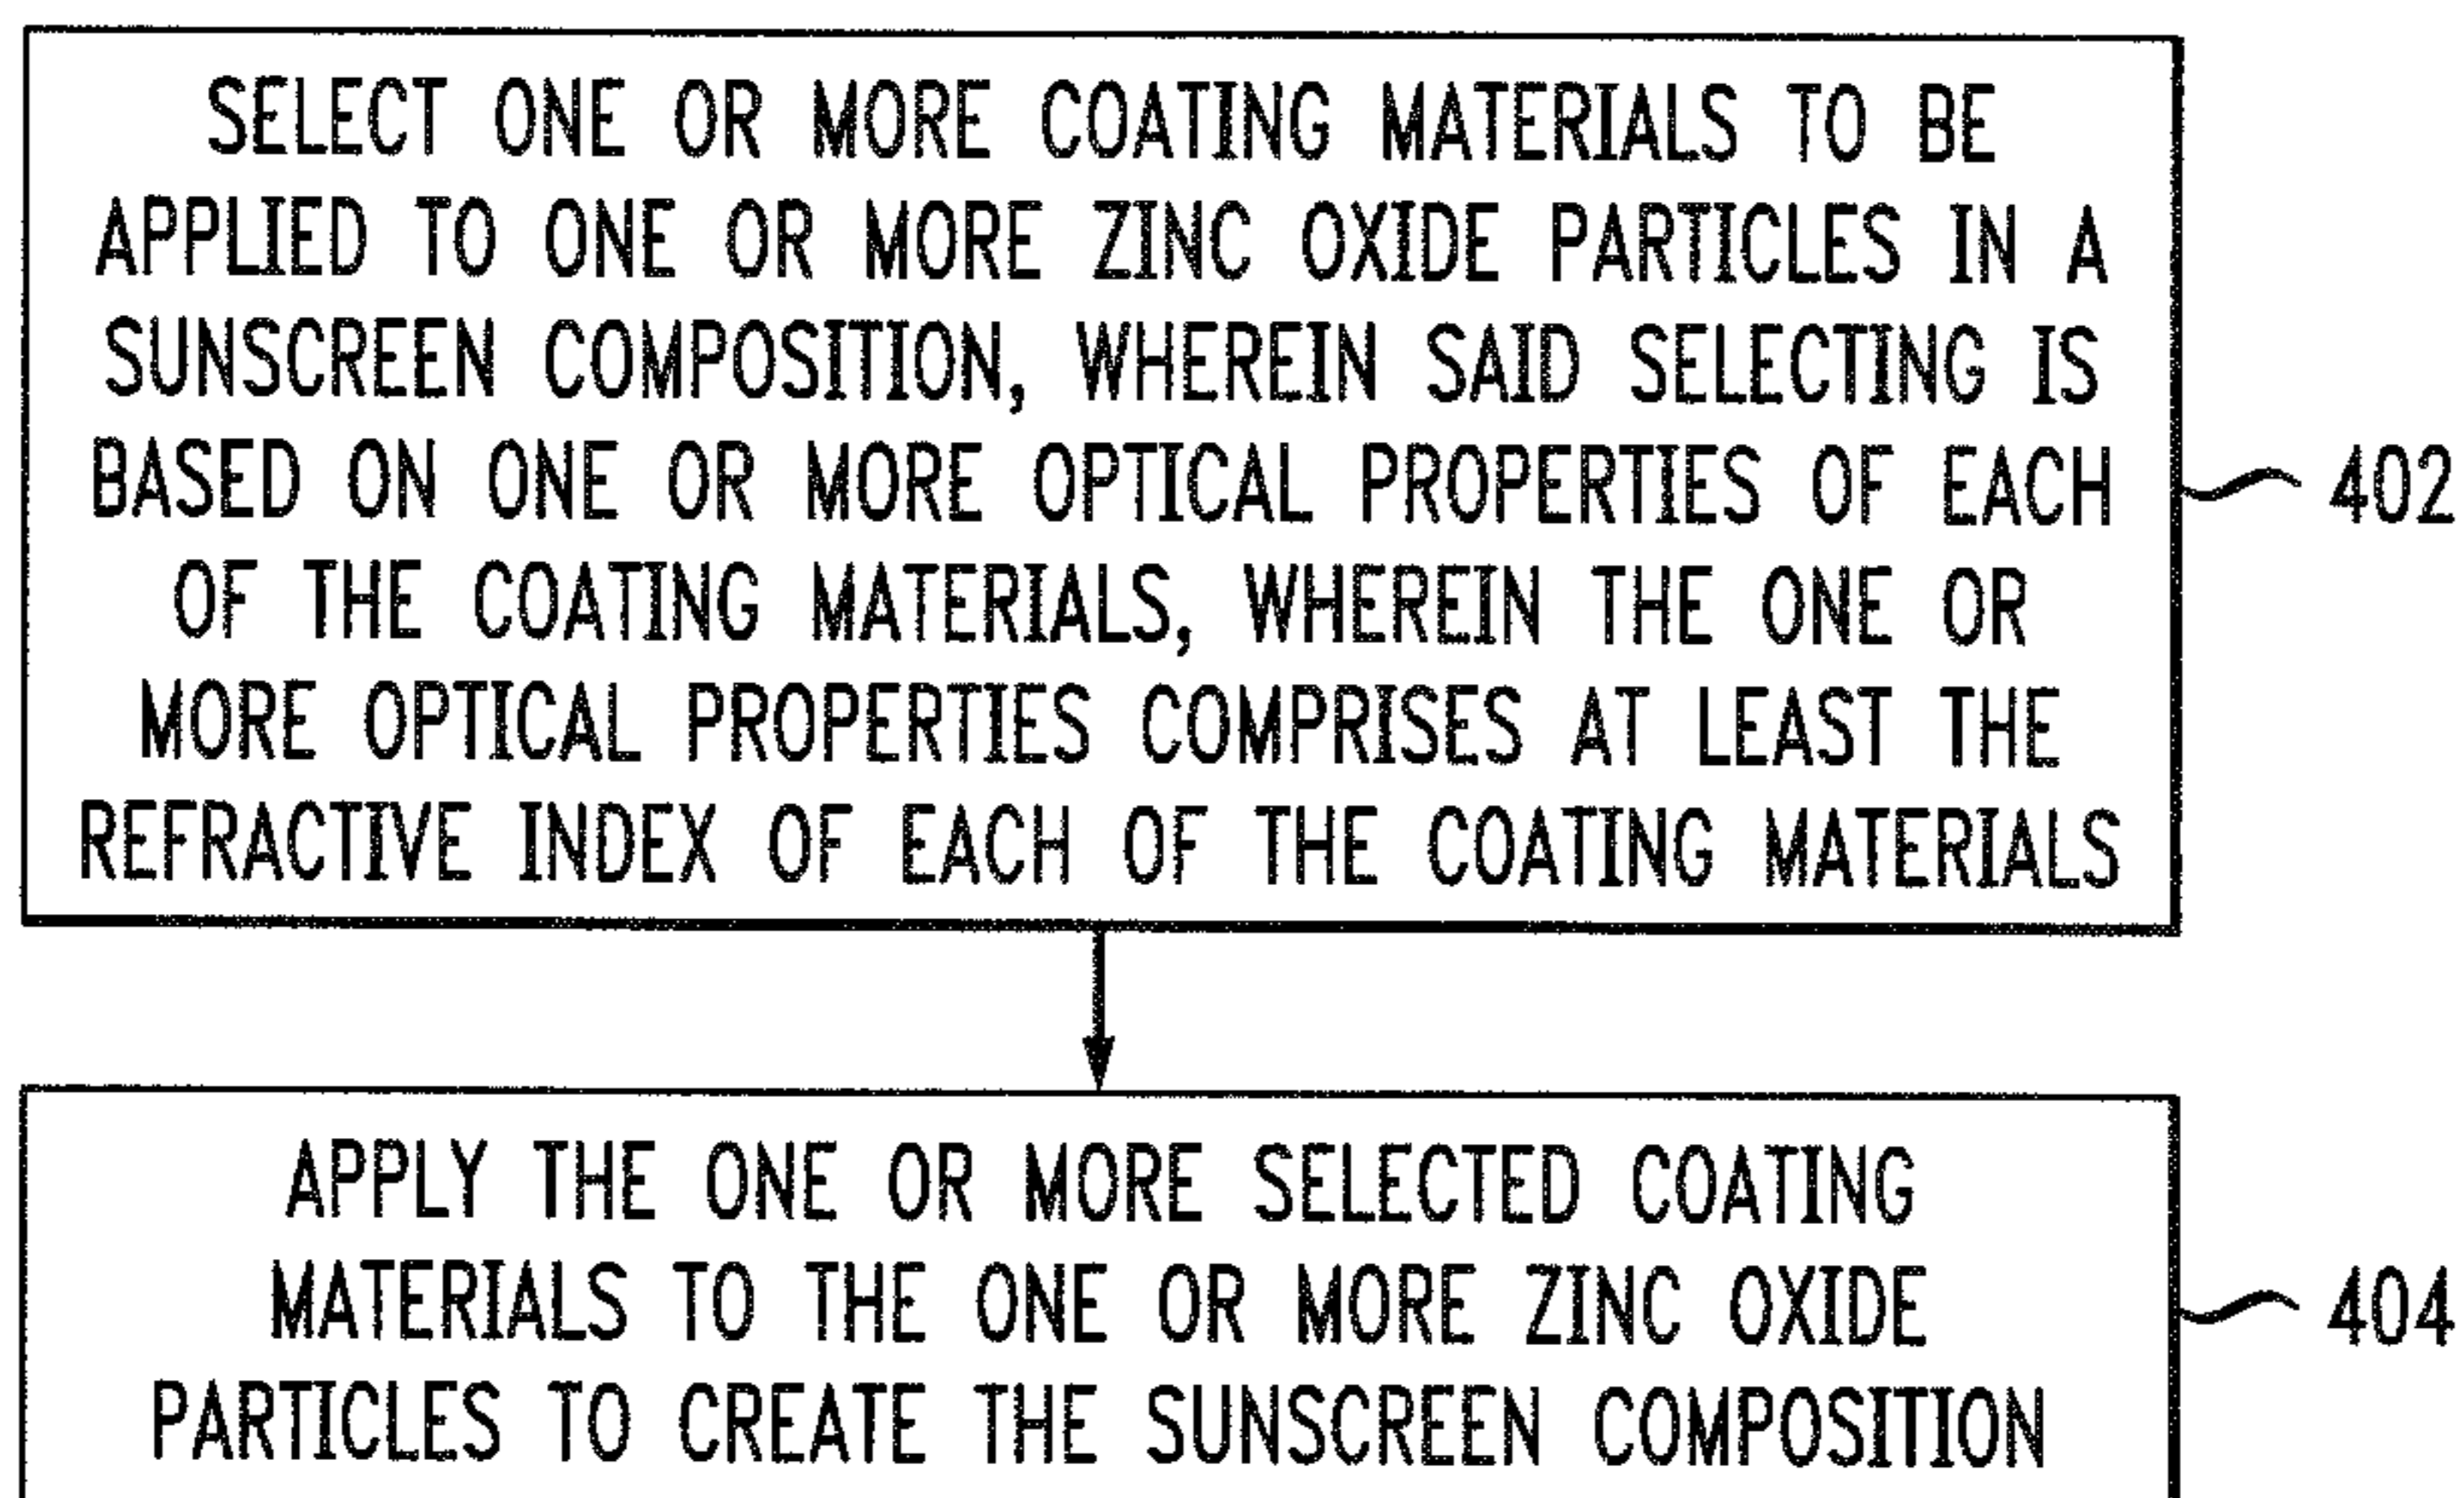 SELECT ONE OR MORE COATING MATERIALS TO BE
APPLIED TO ONE OR MORE ZINC OXIDE PARTICLES IN A
SUNSCREEN COMPOSITION, WHEREIN SAID SELECTING IS
BASED ON ONE OR MORE OPTICAL PROPERTIES OF EACH
OF THE COATING MATERIALS, WHEREIN THE ONE OR
MORE OPTICAL PROPERTIES COMPRISES AT LEAST THE
REFRACTIVE INDEX OF EACH OF THE COATING MATERIALS
402
APPLY THE ONE OR MORE SELECTED COATING
MATERIALS TO THE ONE OR MORE ZINC OXIDE
PARTICLES TO CREATE THE SUNSCREEN COMPOSITION
404